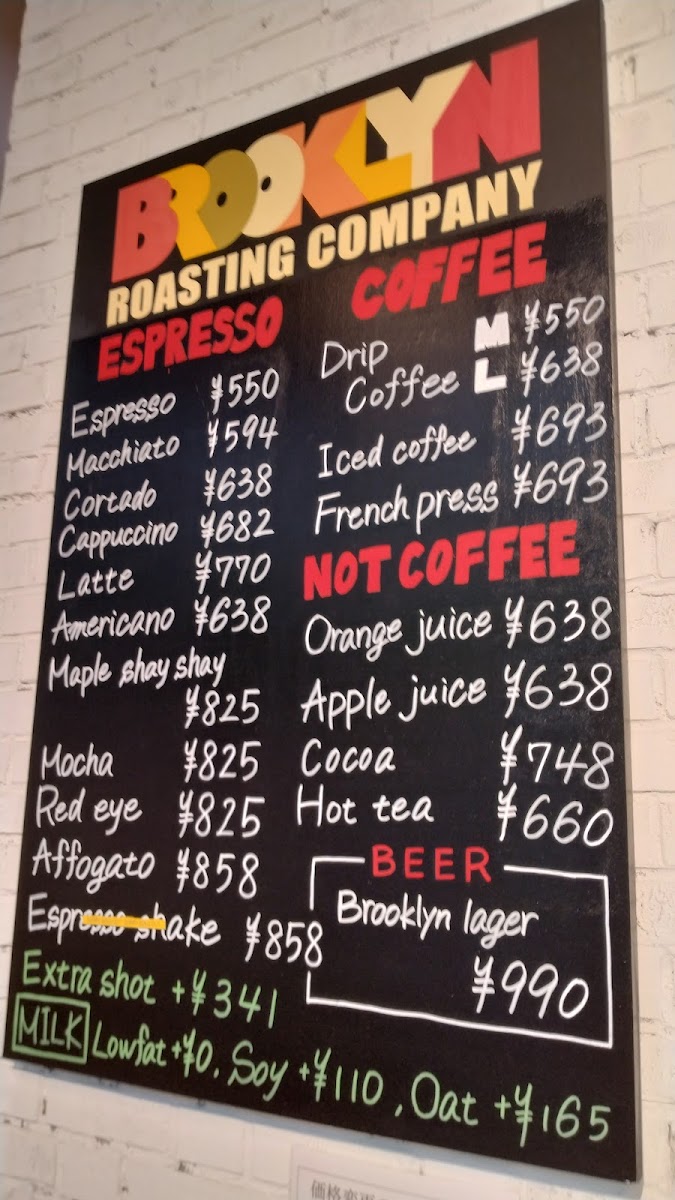 BROOKLYN
ROASTING COMPANY
ESPRESSO
Espresso ¥550
Macchiato ¥594
Cortado ¥638
Cappuccino ¥682
Latte ¥770
Americano ¥638
Maple shay shay
¥825
Mocha ¥825
Red eye ¥825
Affogato ¥858
Espresso shake ¥858
COFFEE
Drip M ¥550
Coffee L ¥638
Iced coffee ¥693
French press ¥693
NOT COFFEE
Orange juice ¥638
Apple juice ¥638
Cocoa ¥748
Hot tea ¥660
BEER
Brooklyn lager
¥990
Extra shot +¥341
MILK Lowfat +¥0, Soy +¥110, Oat +¥165